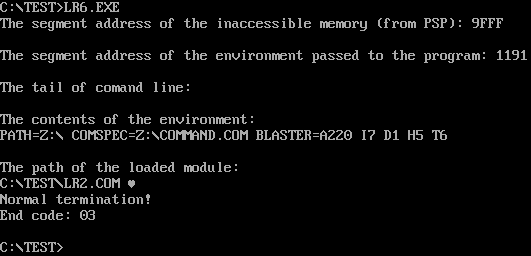 C:\TEST>LR6.EXE
The segment address of the inaccessible memory (from PSP): 9FFF
The segment address of the environment passed to the program: 1191
The tail of comand line:
The contents of the environment:
PATH=Z:\ COMSPEC=Z:\COMMAND.COM BLASTER=A220 I7 D1 H5 T6
The path of the loaded module:
C:\TEST\LR2.COM ♥
Normal termination!
End code: 03
C:\TEST>